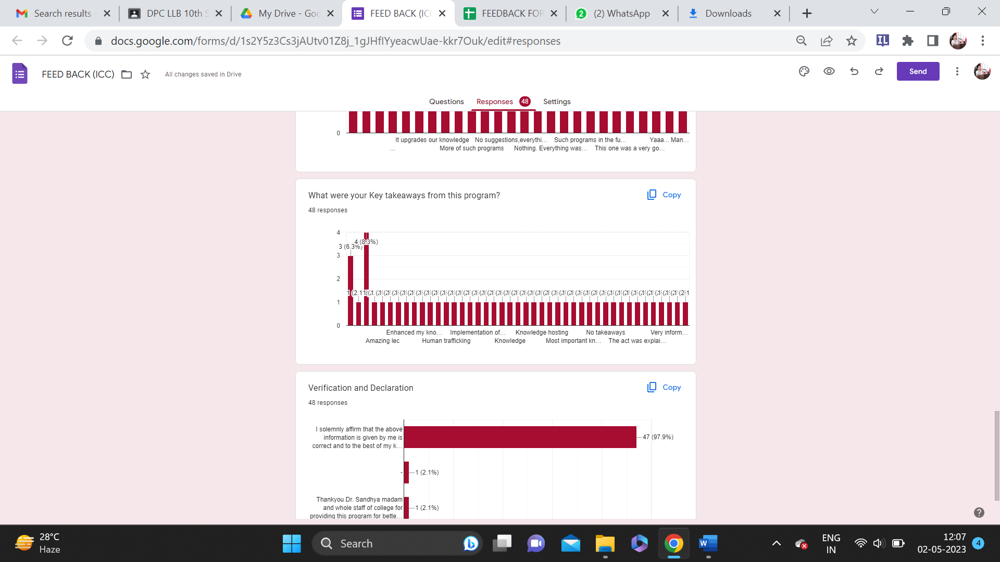 Search results -
DPC LLB 10th S
My Drive - Goo
FEED BACK (ICC
FEEDBACK FOR
(2) WhatsApp
Downloads
docs.google.com/forms/d/1s2Y5z3Cs3jAUtv01Z8j_1gJHfIYyeacwUae-kkr7Ouk/edit#responses
FEED BACK (ICC)
All changes saved in Drive
Send
Questions
Responses 48
Settings
0
It upgrades our knowledge
No suggestions,everythi...
Such programs in the fu...
Yaaa... Man...
...
More of such programs
Nothing. Everything was...
This one was a very go...
What were your Key takeaways from this program?
Copy
48 responses
4
4 (8.3%)
3 (6.3%)
3
2
1
0
Enhanced my kno...
Implementation of...
Knowledge hosting
No takeaways
Very inform...
Amazing lec
Human trafficking
Knowledge
Most important kn...
The act was explai...
Verification and Declaration
Copy
48 responses
I solemnly affirm that the above
information is given by me is
correct and to the best of my k...
47 (97.9%)
-
1 (2.1%)
Thankyou Dr. Sandhya madam
and whole staff of college for
providing this program for bette...
1 (2.1%)
28°C
Haze
Search
ENG
IN
12:07
02-05-2023
4